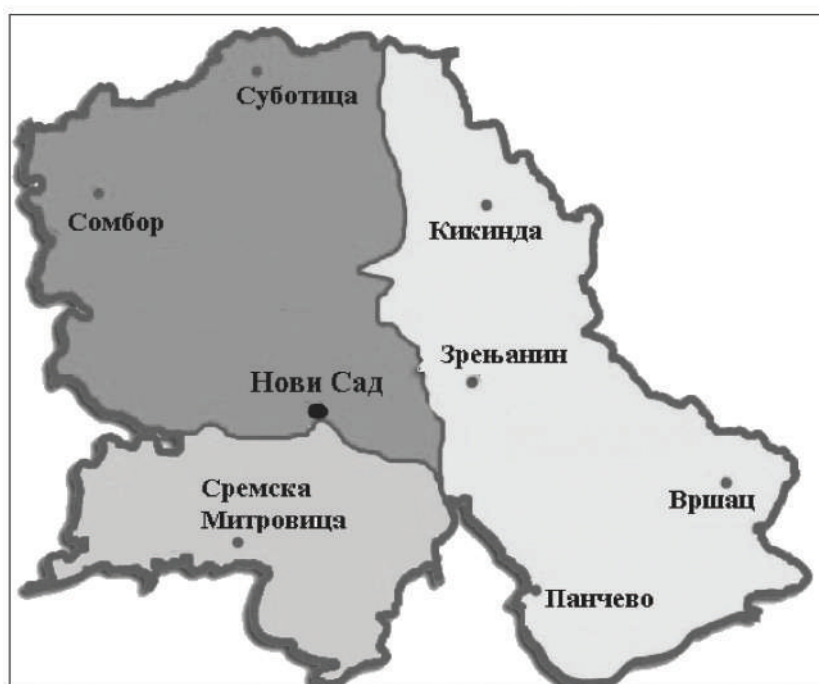 Суботица
Сомбор
Кикинда
Зрењанин
Нови Сад
Сремска
Митровица
Вршац
Панчево